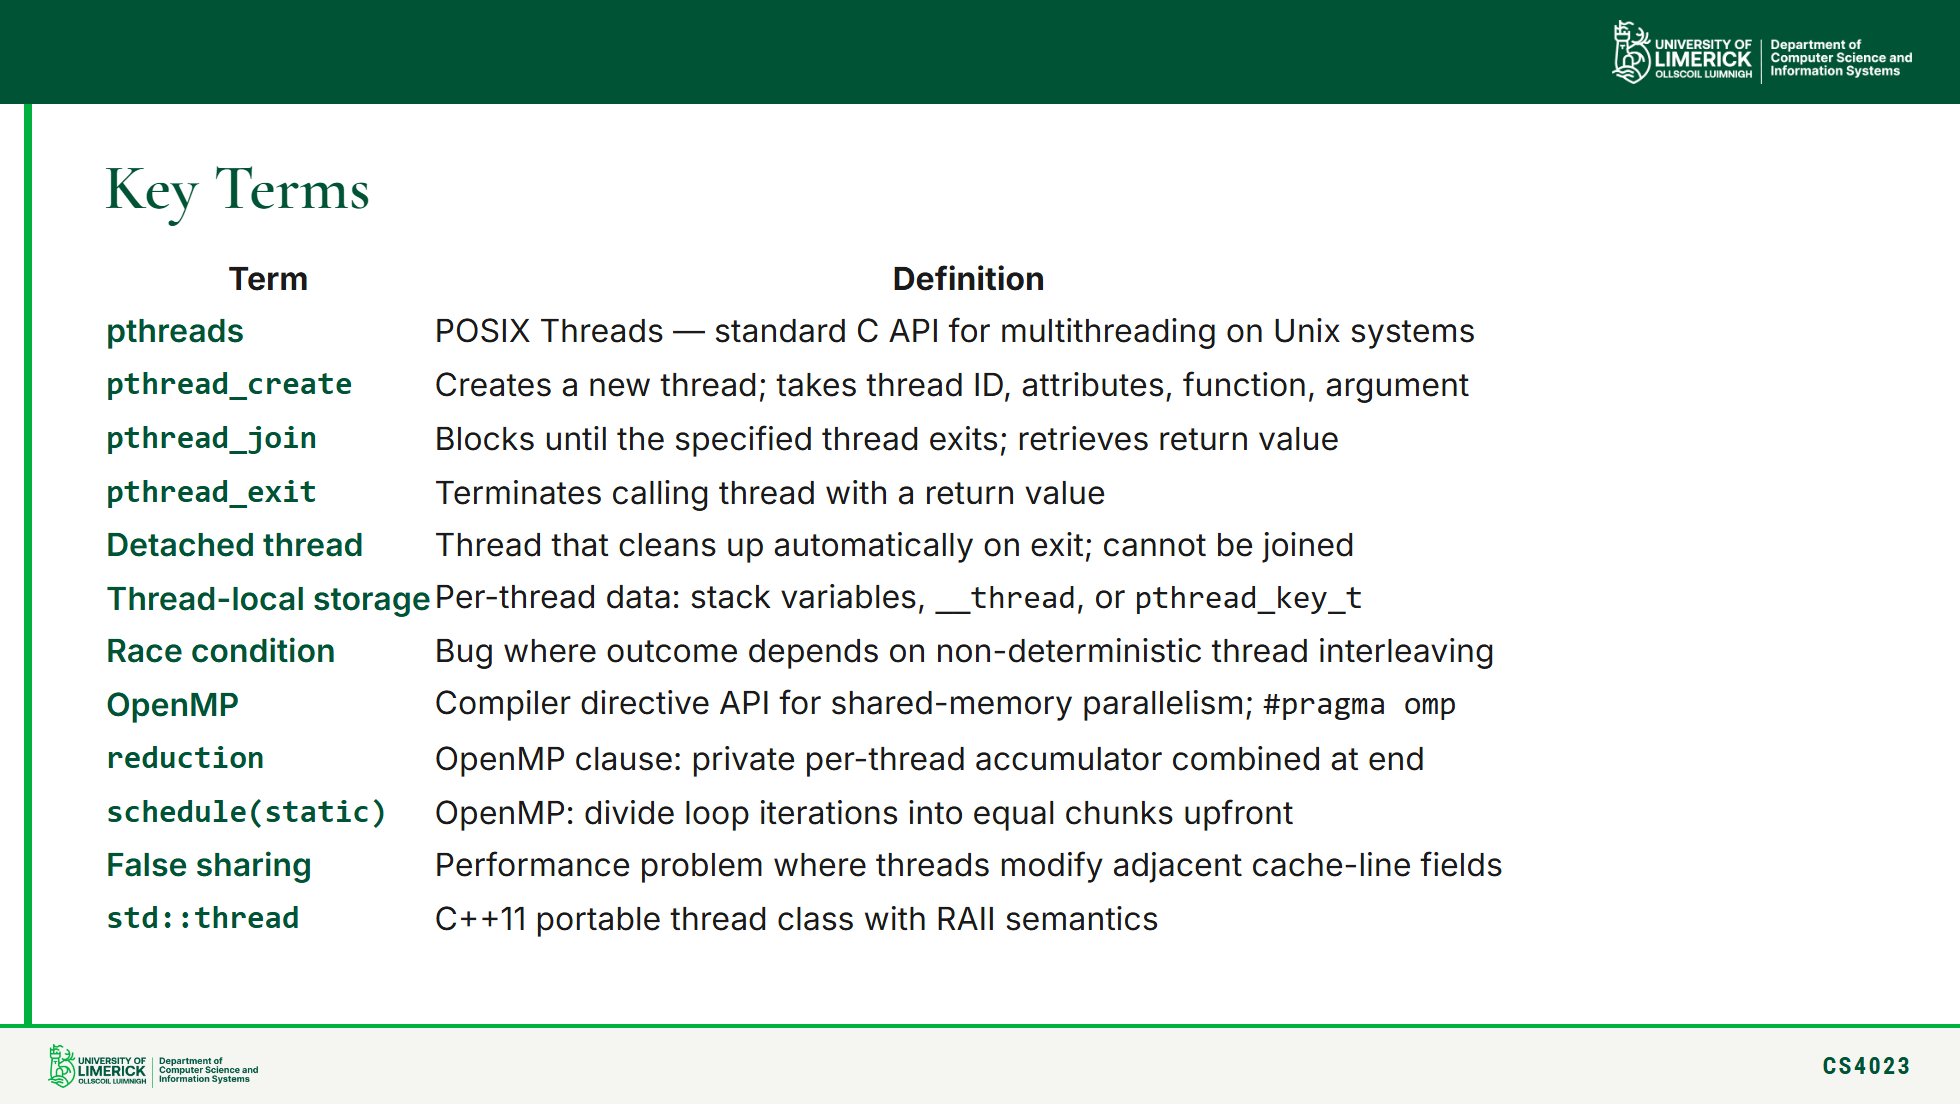 UNIVERSITY OF
LIMERICK
OLLSCOIL LUIMNIGH
Department of
Computer Science and
Information Systems
Key Terms
Term Definition
pthreads POSIX Threads — standard C API for multithreading on Unix systems
pthread_create Creates a new thread; takes thread ID, attributes, function, argument
pthread_join Blocks until the specified thread exits; retrieves return value
pthread_exit Terminates calling thread with a return value
Detached thread Thread that cleans up automatically on exit; cannot be joined
Thread-local storage Per-thread data: stack variables, __thread, or pthread_key_t
Race condition Bug where outcome depends on non-deterministic thread interleaving
OpenMP Compiler directive API for shared-memory parallelism; #pragma omp
reduction OpenMP clause: private per-thread accumulator combined at end
schedule(static) OpenMP: divide loop iterations into equal chunks upfront
False sharing Performance problem where threads modify adjacent cache-line fields
std::thread C++11 portable thread class with RAII semantics
UNIVERSITY OF
LIMERICK
OLLSCOIL LUIMNIGH
Department of
Computer Science and
Information Systems
CS4023